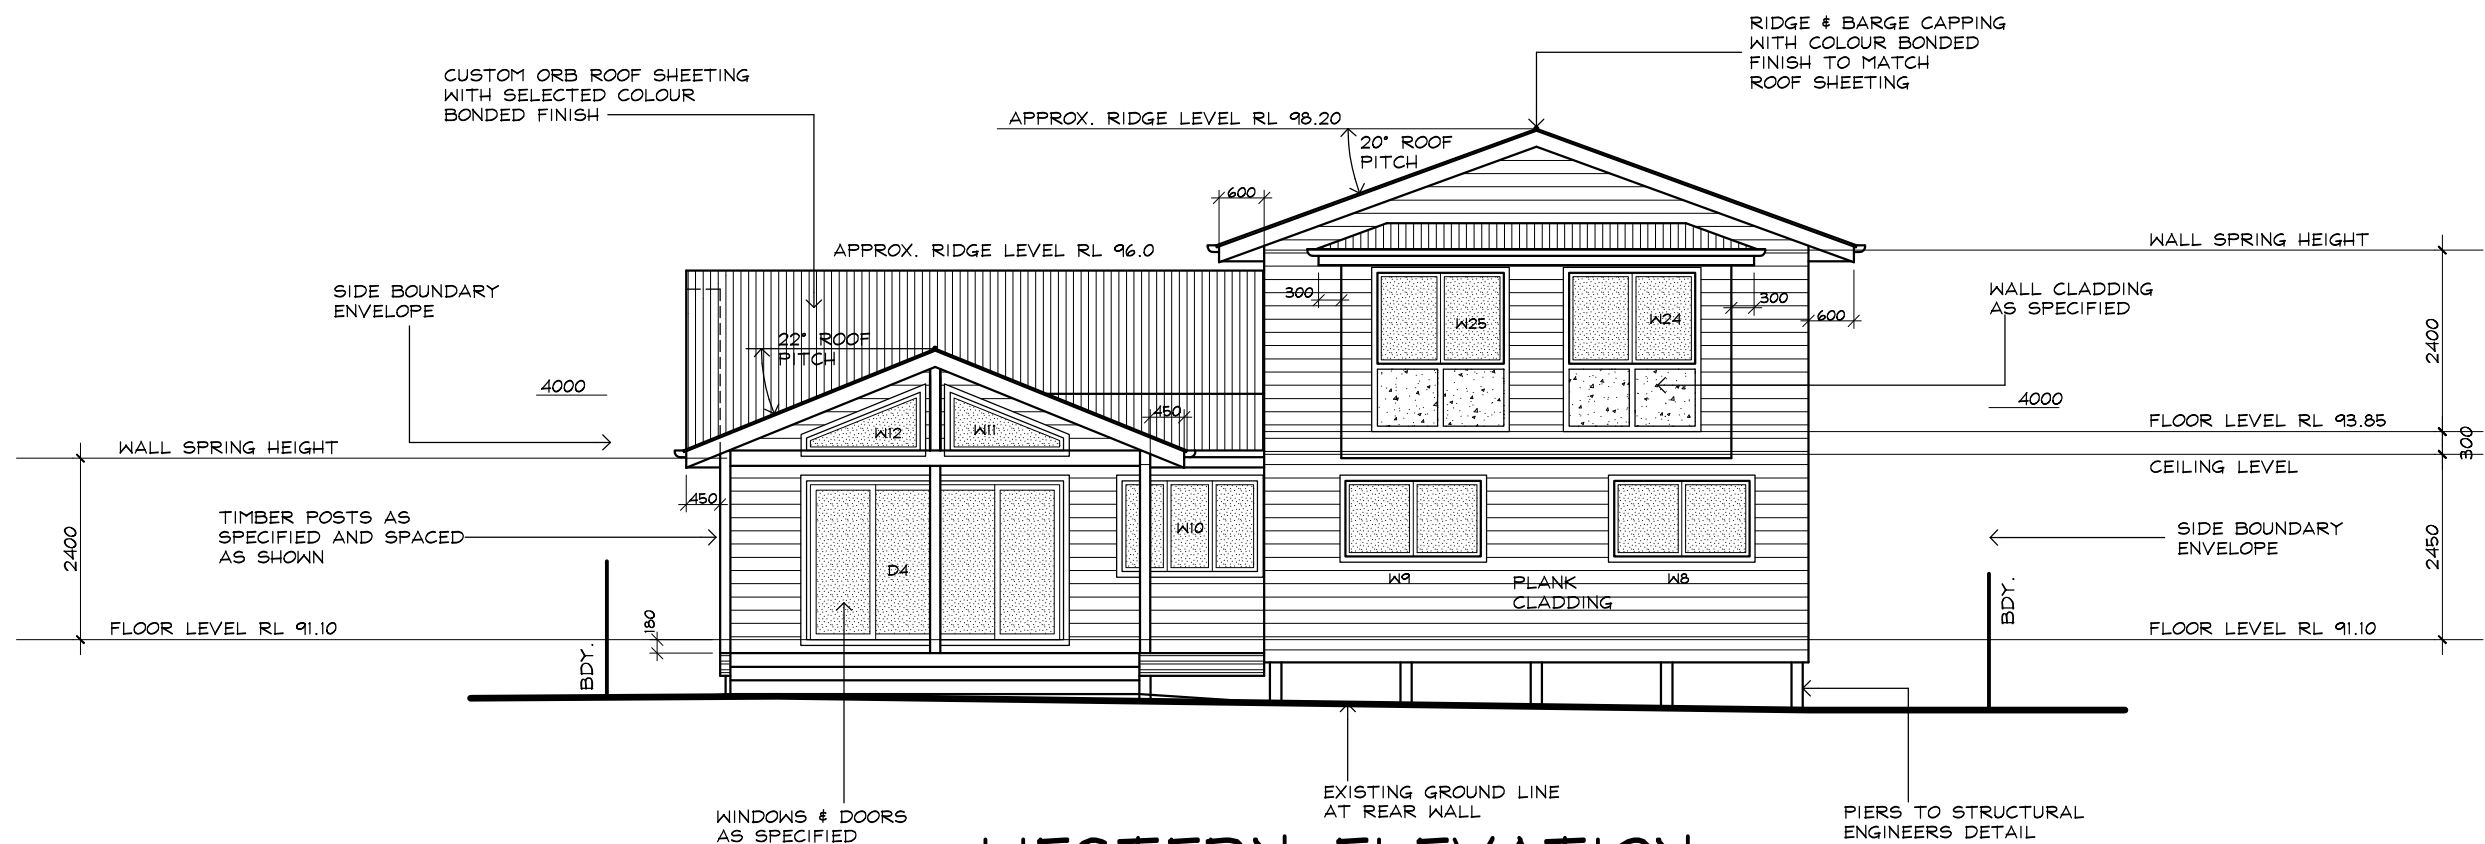 RIDGE & BARGE CAPPING
WITH COLOUR BONDED
FINISH TO MATCH
ROOF SHEETING
CUSTOM ORB ROOF SHEETING
WITH SELECTED COLOUR
BONDED FINISH
APPROX. RIDGE LEVEL RL 98.20
20° ROOF
PITCH
600
APPROX. RIDGE LEVEL RL 96.0
WALL SPRING HEIGHT
SIDE BOUNDARY
ENVELOPE
300
300
600
WALL CLADDING
AS SPECIFIED
W25
W24
2400
22° ROOF
PITCH
4000
4000
450
W12
W11
FLOOR LEVEL RL 93.85
300
WALL SPRING HEIGHT
CEILING LEVEL
450
TIMBER POSTS AS
SPECIFIED AND SPACED
AS SHOWN
2400
W10
D4
SIDE BOUNDARY
ENVELOPE
2450
W9
W8
PLANK
CLADDING
180
FLOOR LEVEL RL 91.10
FLOOR LEVEL RL 91.10
BDY.
BDY.
WINDOWS & DOORS
AS SPECIFIED
EXISTING GROUND LINE
AT REAR WALL
PIERS TO STRUCTURAL
ENGINEERS DETAIL
WESTERN ELEVATION